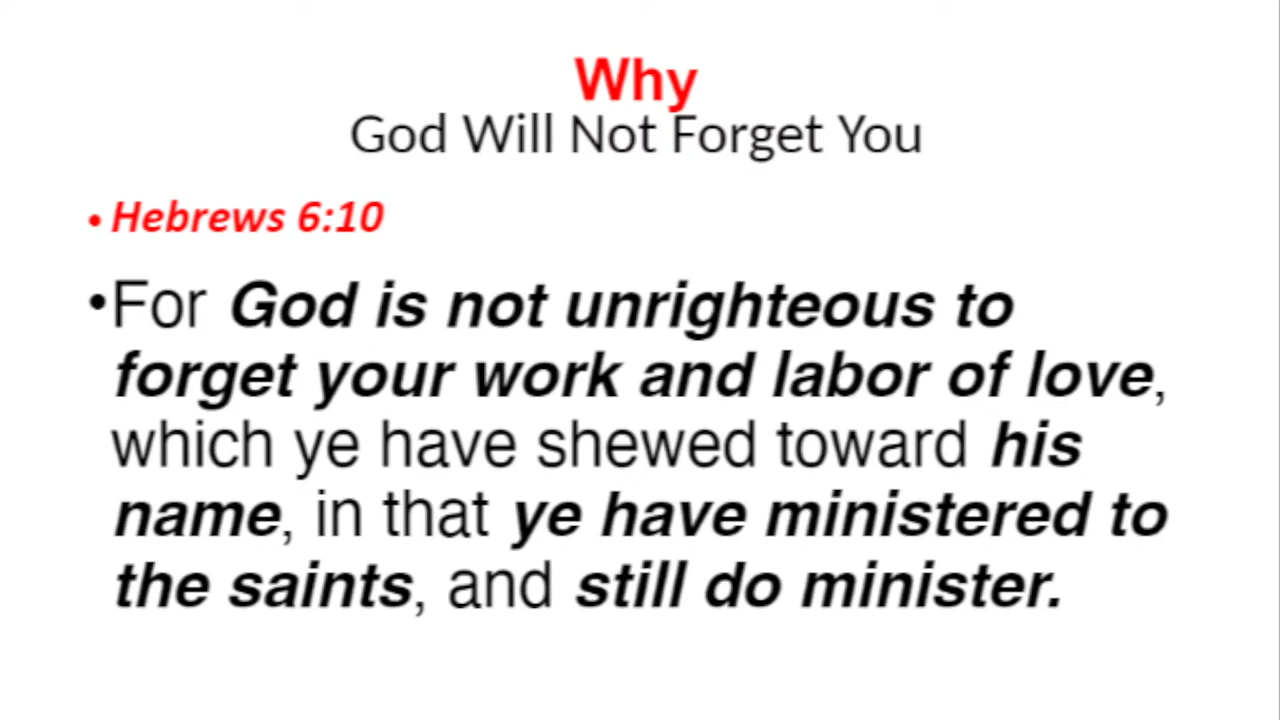 Why
God Will Not Forget You
• Hebrews 6:10
•For God is not unrighteous to
forget your work and labor of love,
which ye have shewed toward his
name, in that ye have ministered to
the saints, and still do minister.